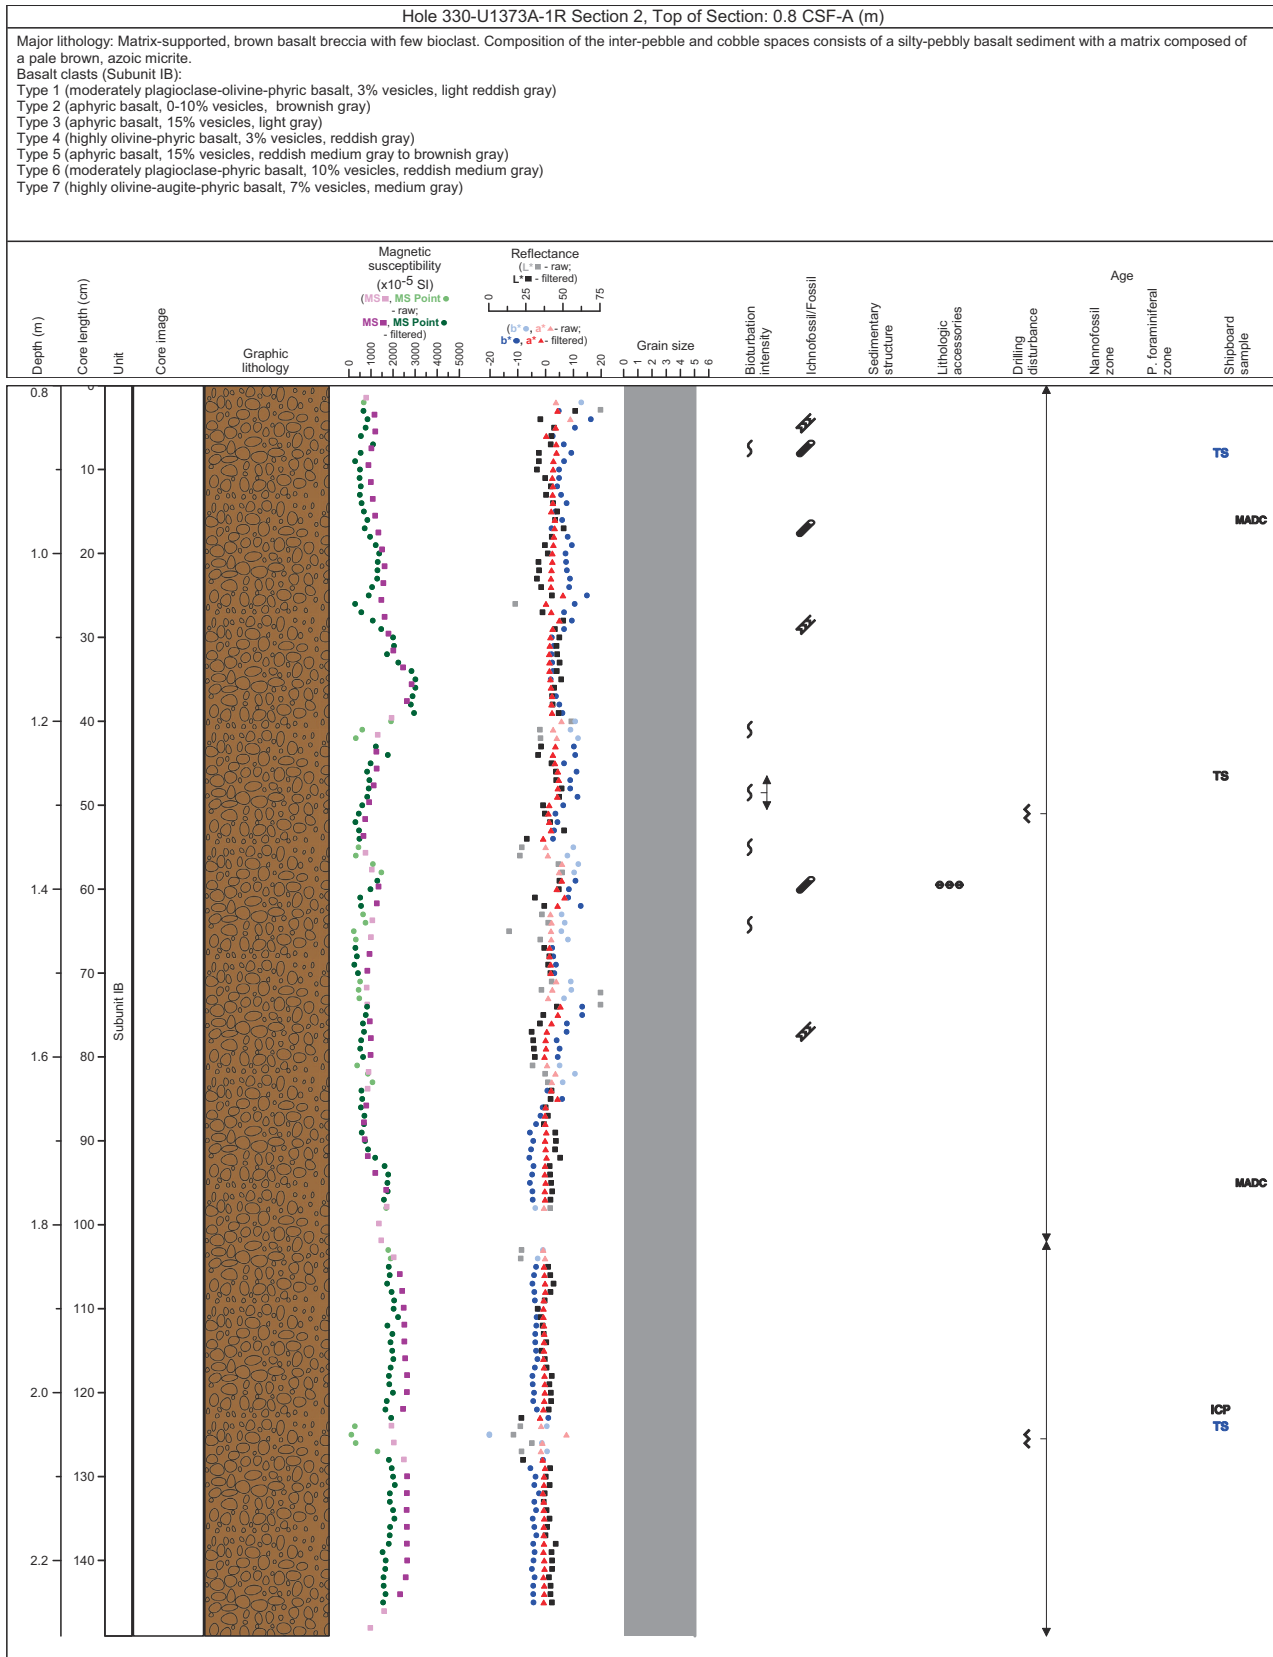 Hole 330-U1373A-1R Section 2, Top of Section: 0.8 CSF-A (m)
Major lithology: Matrix-supported, brown basalt breccia with few bioclast. Composition of the inter-pebble and cobble spaces consists of a silty-pebbly basalt sediment with a matrix composed of
a pale brown, azoic micrite.
Basalt clasts (Subunit IB):
Type 1 (moderately plagioclase-olivine-phyric basalt, 3% vesicles, light reddish gray)
Type 2 (aphyric basalt, 0-10% vesicles, brownish gray)
Type 3 (aphyric basalt, 15% vesicles, light gray)
Type 4 (highly olivine-phyric basalt, 3% vesicles, reddish gray)
Type 5 (aphyric basalt, 15% vesicles, reddish medium gray to brownish gray)
Type 6 (moderately plagioclase-phyric basalt, 10% vesicles, reddish medium gray)
Type 7 (highly olivine-augite-phyric basalt, 7% vesicles, medium gray)
Depth (m)
Core length (cm)
Unit
Core image
Graphic
lithology
Magnetic
susceptibility
(x10-5 SI)
(MS, MS Point
- raw;
MS, MS Point
- filtered)
0 1000 2000 3000 4000 5000
Reflectance
(L* - raw;
L* - filtered)
0 25 50 75
(b*, a* - raw;
b*, a* - filtered)
-20 -10 0 10 20
Grain size
0 1 2 3 4 5 6
Bioturbation
intensity
Ichnofossil/Fossil
Sedimentary
structure
Lithologic
accessories
Drilling
disturbance
Age
Nannofossil
zone
P. foraminiferal
zone
Shipboard
sample
0.8
0
TS
10
MADC
1.0
20
30
1.2
40
TS
50
1.4
60
70
Subunit IB
1.6
80
90
MADC
1.8
100
110
2.0
120
ICP
TS
130
2.2
140